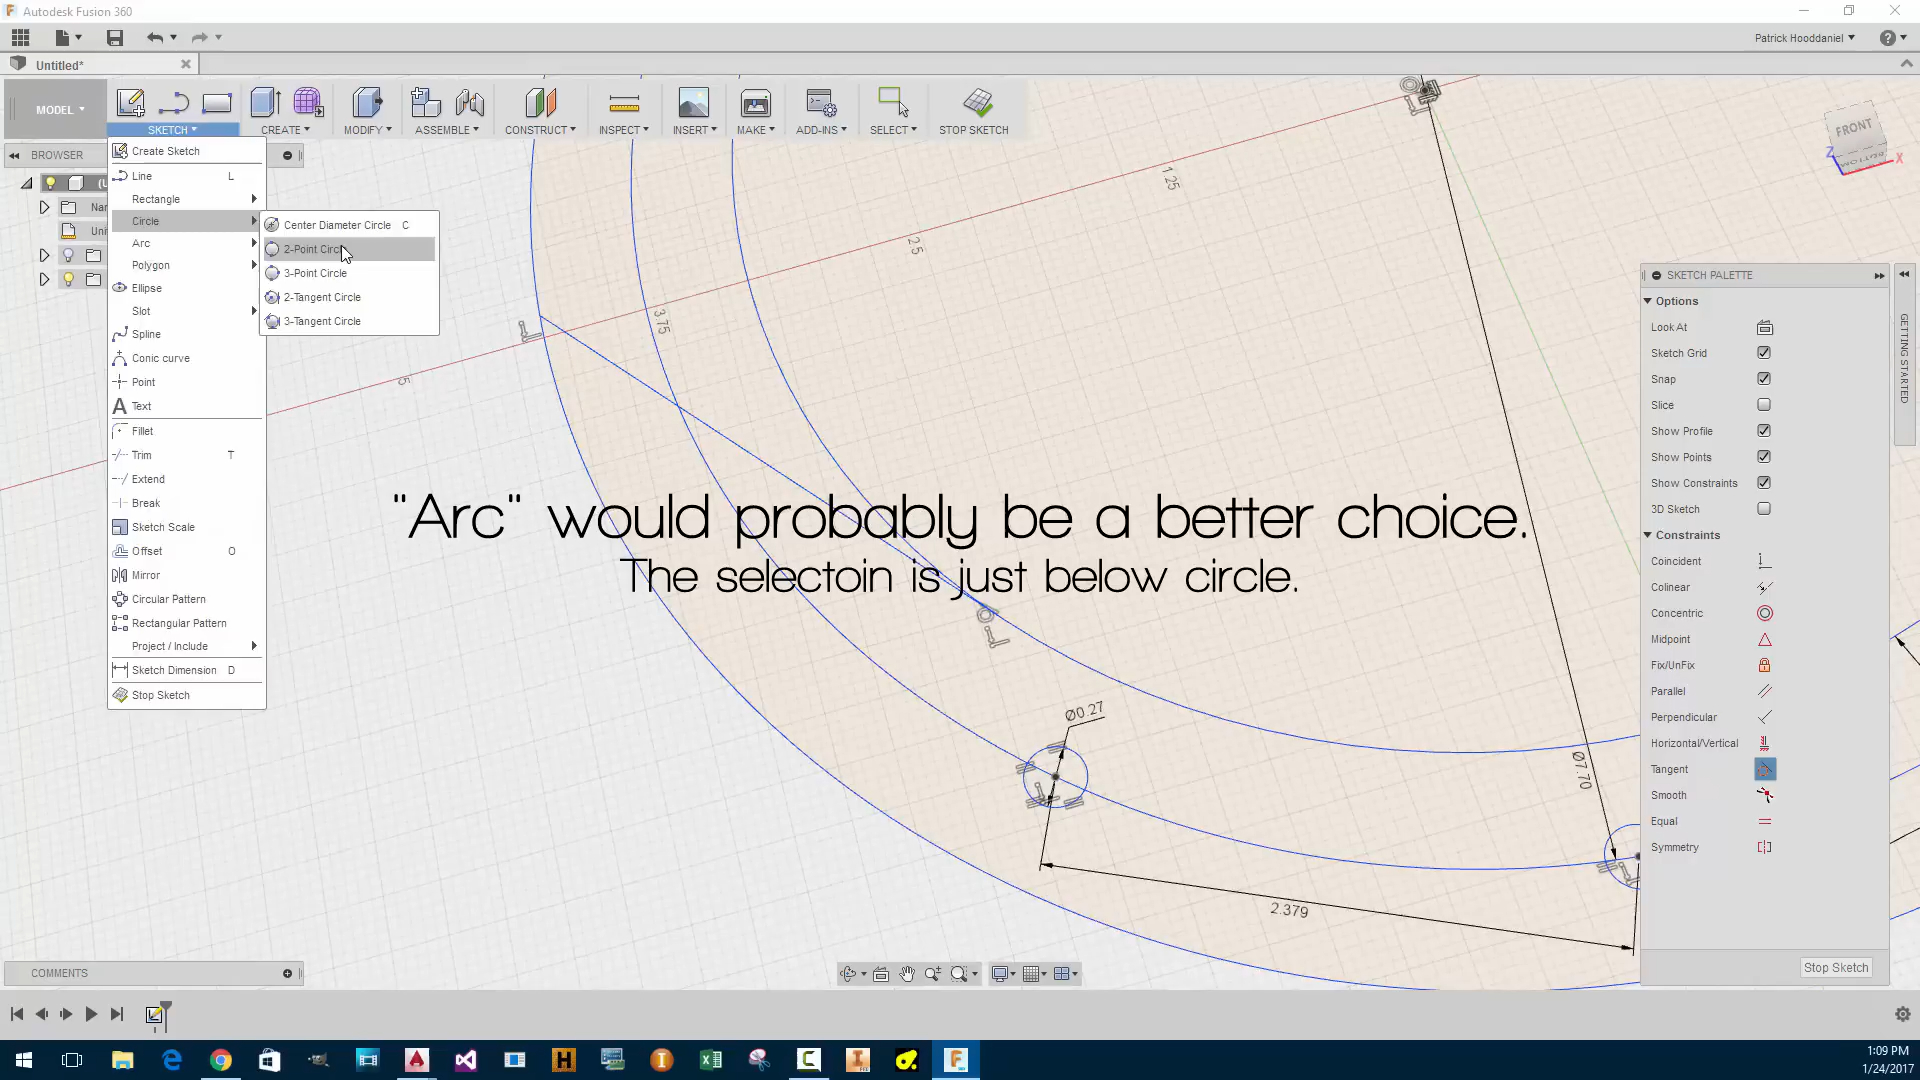 Autodesk Fusion 360
Patrick Hooddaniel
Untitled*
MODEL
SKETCH
CREATE
MODIFY
ASSEMBLE
CONSTRUCT
INSPECT
INSERT
MAKE
ADD-INS
SELECT
STOP SKETCH
BROWSER
Create Sketch
Line L
Rectangle
Circle
Arc
Polygon
Ellipse
Slot
Spline
Conic curve
Point
Text
Fillet
Trim T
Extend
Break
Sketch Scale
Offset O
Mirror
Circular Pattern
Rectangular Pattern
Project / Include
Sketch Dimension D
Stop Sketch
Center Diameter Circle C
2-Point Circle
3-Point Circle
2-Tangent Circle
3-Tangent Circle
FRONT
Z
X
1.25
2.5
3.75
5
"Arc" would probably be a better choice.
The selectoin is just below circle.
Ø0.27
Ø7.70
2.379
SKETCH PALETTE
Options
Look At
Sketch Grid
Snap
Slice
Show Profile
Show Points
Show Constraints
3D Sketch
Constraints
Coincident
Colinear
Concentric
Midpoint
Fix/UnFix
Parallel
Perpendicular
Horizontal/Vertical
Tangent
Smooth
Equal
Symmetry
Stop Sketch
GETTING STARTED
COMMENTS
1:09 PM
1/24/2017